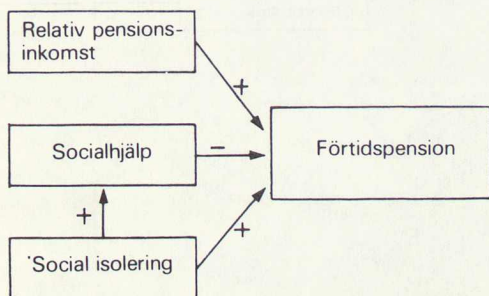 Relativ pensions-
inkomst
+
Socialhjälp
−
Förtidspension
+
+
Social isolering